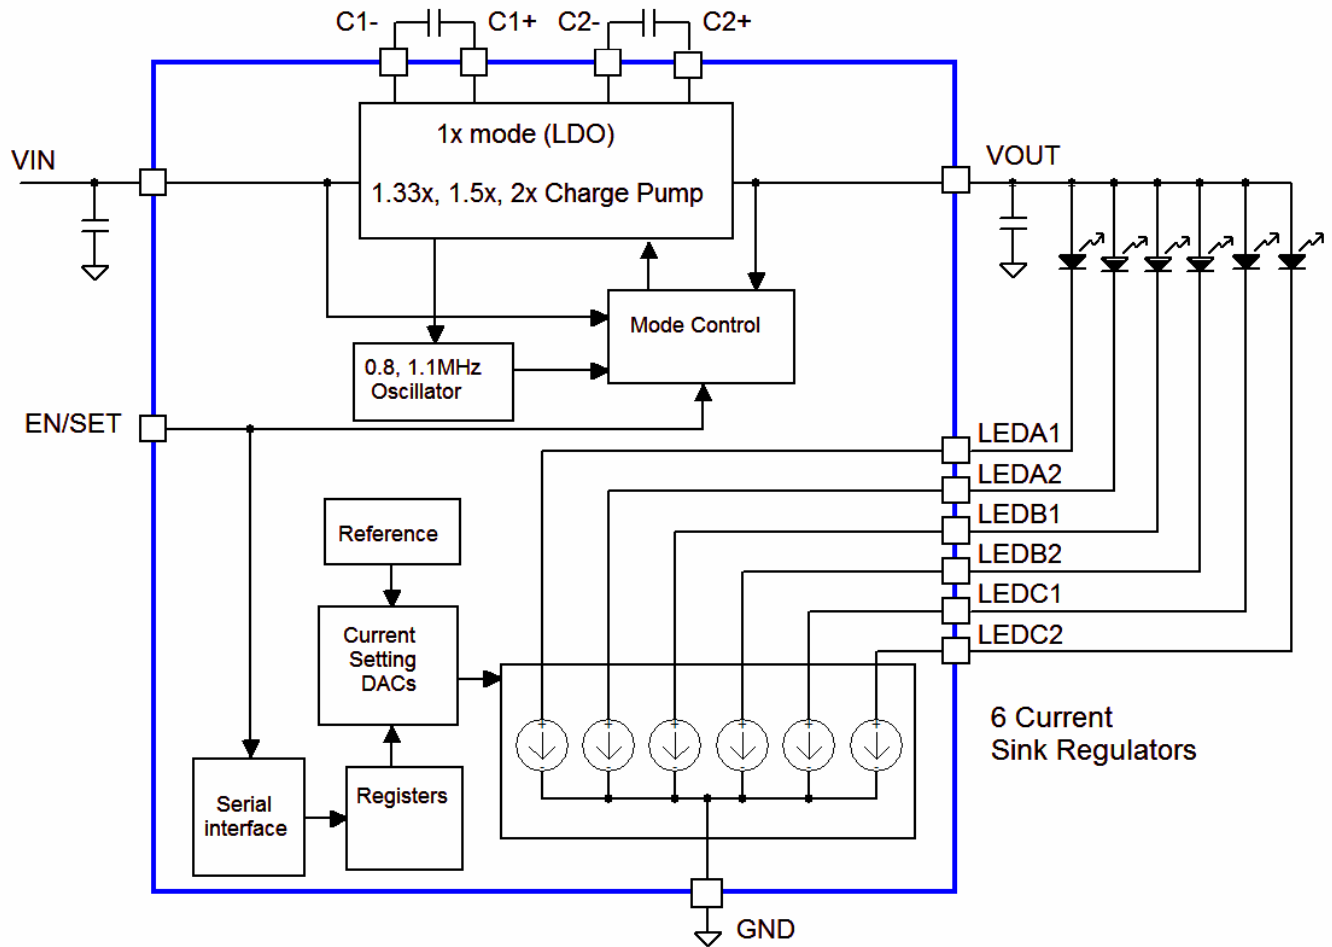 C1- C1+ C2- C2+
1x mode (LDO)
VIN
VOUT
1.33x, 1.5x, 2x Charge Pump
Mode Control
0.8, 1.1MHz
Oscillator
EN/SET
LEDA1
LEDA2
LEDB1
LEDB2
LEDC1
LEDC2
Reference
Current
Setting
DACs
6 Current
Sink Regulators
Serial
interface
Registers
GND